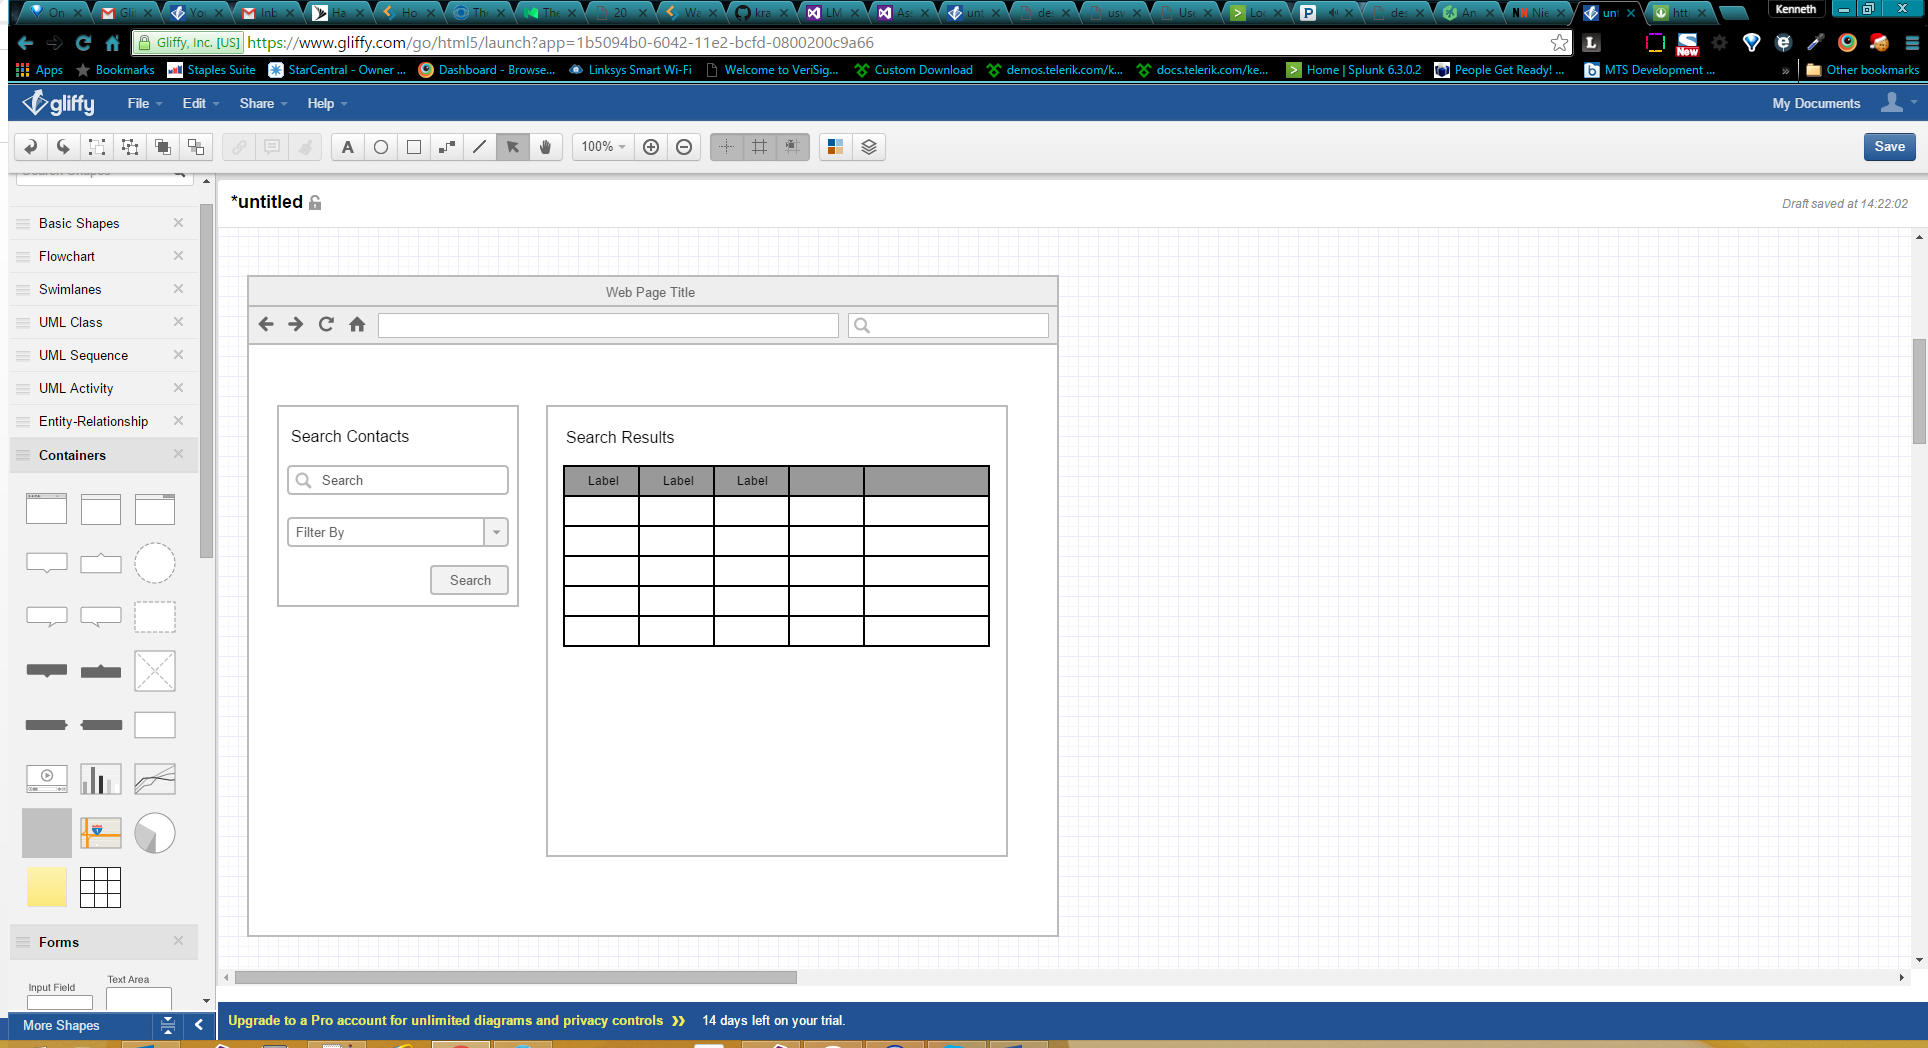 On
Gli
You
Inb
Ha
Ho
The
The
20
Wa
kra
LM
Ass
unt
de
usv
Use
Lo
P
des
An
Nie
unt
htt
Kenneth
Gliffy, Inc. [US]
https://www.gliffy.com/go/html5/launch?app=1b5094b0-6042-11e2-bcfd-0800200c9a66
New
Apps
Bookmarks
Staples Suite
StarCentral - Owner ...
Dashboard - Browse...
Linksys Smart Wi-Fi
Welcome to VeriSig...
Custom Download
demos.telerik.com/k...
docs.telerik.com/ke...
Home | Splunk 6.3.0.2
People Get Ready! ...
MTS Development ...
»
Other bookmarks
gliffy
File
Edit
Share
Help
My Documents
A
100%
Save
*untitled
Draft saved at 14:22:02
Basic Shapes
Flowchart
Swimlanes
UML Class
UML Sequence
UML Activity
Entity-Relationship
Containers
Forms
Input Field
Text Area
More Shapes
Web Page Title
Search Contacts
Search
Filter By
Search
Search Results
Label Label Label
Upgrade to a Pro account for unlimited diagrams and privacy controls »
14 days left on your trial.